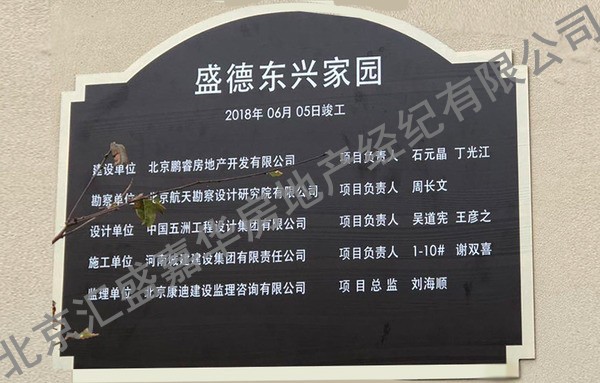 盛德东兴家园
2018年 06月 05日竣工
建设单位 北京鹏睿房地产开发有限公司 项目负责人 石元晶 丁光江
勘察单位 北京航天勘察设计研究院有限公司 项目负责人 周长文
设计单位 中国五洲工程设计集团有限公司 项目负责人 吴道宪 王彦之
施工单位 河南 建设集团有限责任公司 项目负责人 1-10# 谢双喜
监理单位 北京康迪建设监理咨询有限公司 项目总监 刘海顺
北京汇盛嘉华房地产经纪有限公司